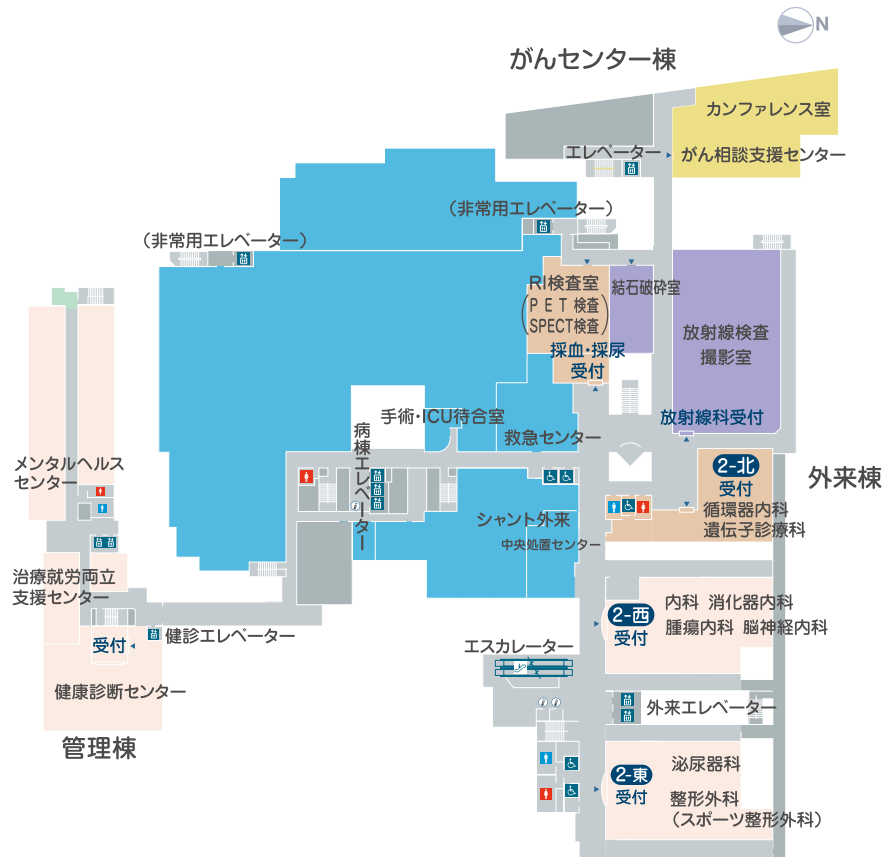 N
がんセンター棟
カンファレンス室
エレベーター
がん相談支援センター
(非常用エレベーター)
(非常用エレベーター)
RI検査室
(PET検査
SPECT検査)
結石破砕室
放射線検査
撮影室
採血・採尿
受付
手術・ICU待合室
放射線科受付
病棟エレベーター
救急センター
メンタルヘルス
センター
2-北
受付
外来棟
循環器内科
遺伝子診療科
シャント外来
中央処置センター
治療就労両立
支援センター
2-西
受付
内科 消化器内科
腫瘍内科 脳神経内科
受付
健診エレベーター
エスカレーター
健康診断センター
外来エレベーター
管理棟
2-東
受付
泌尿器科
整形外科
(スポーツ整形外科)